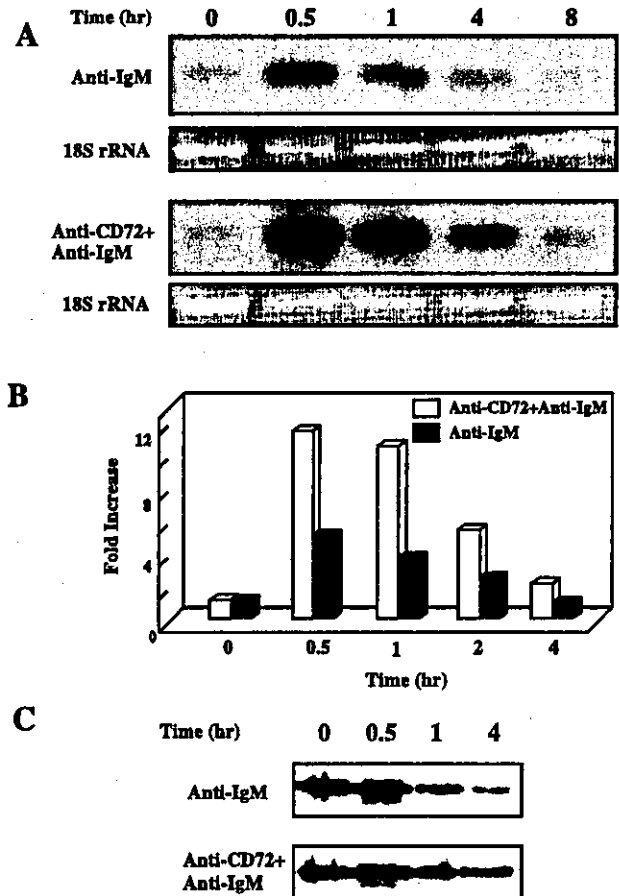 A
Time (hr) 0 0.5 1 4 8
Anti-IgM
18S rRNA
Anti-CD72+
Anti-IgM
18S rRNA
B
Anti-CD72+Anti-IgM
Anti-IgM
Fold Increase
12
8
4
0
0 0.5 1 2 4
Time (hr)
C
Time (hr) 0 0.5 1 4
Anti-IgM
Anti-CD72+
Anti-IgM